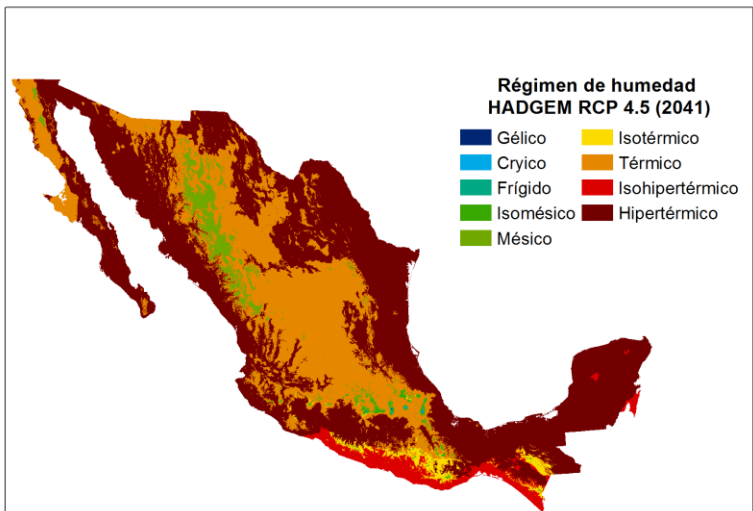 Régimen de humedad
HADGEM RCP 4.5 (2041)
Gélico
Isotérmico
Cryico
Térmico
Frígido
Isohipertérmico
Isomésico
Hipertérmico
Mésico